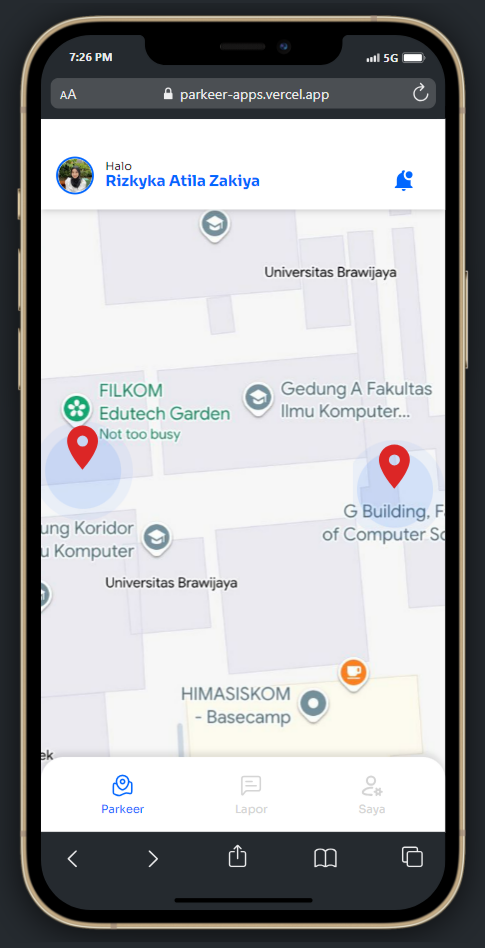 7:26 PM
5G
AA
parkeer-apps.vercel.app
Halo
Rizkyka Atila Zakiya
Universitas Brawijaya
FILKOM
Edutech Garden
Not too busy
Gedung A Fakultas
Ilmu Komputer...
G Building, F
of Computer Sc
ung Koridor
u Komputer
Universitas Brawijaya
HIMASISKOM
- Basecamp
ek
Parkeer
Lapor
Saya